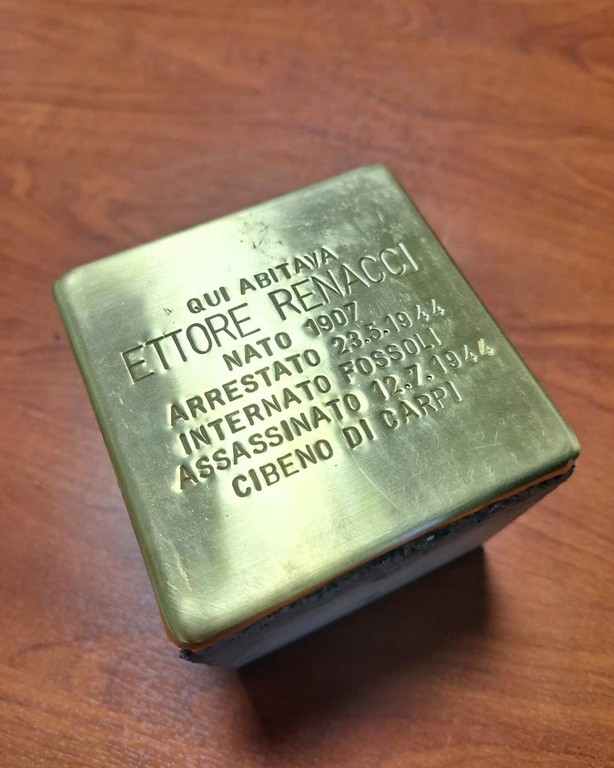 QUI ABITAVA
ETTORE RENACCI
NATO 1907
ARRESTATO 23.5.1944
INTERNATO FOSSOLI
ASSASSINATO 12.7.1944
CIBENO DI CARPI